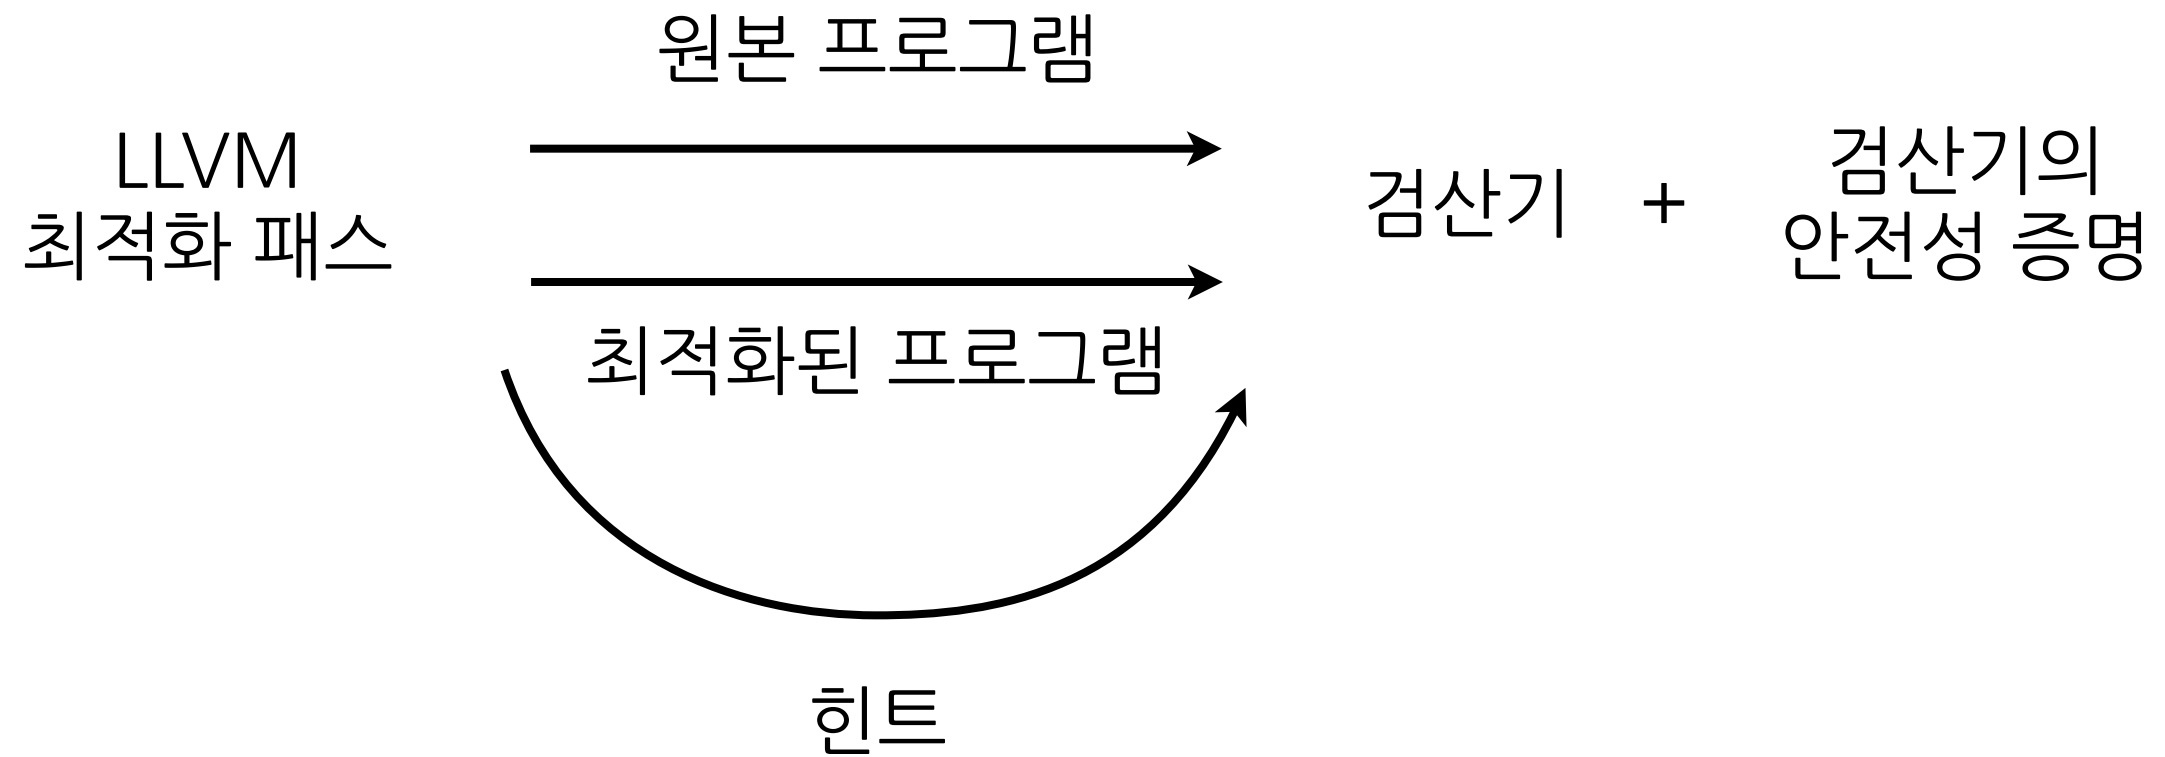 원본 프로그램
LLVM
최적화 패스
검산기
+
검산기의
안전성 증명
최적화된 프로그램
힌트